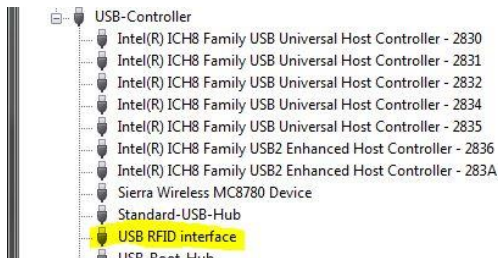 USB-Controller
Intel(R) ICH8 Family USB Universal Host Controller - 2830
Intel(R) ICH8 Family USB Universal Host Controller - 2831
Intel(R) ICH8 Family USB Universal Host Controller - 2832
Intel(R) ICH8 Family USB Universal Host Controller - 2834
Intel(R) ICH8 Family USB Universal Host Controller - 2835
Intel(R) ICH8 Family USB2 Enhanced Host Controller - 2836
Intel(R) ICH8 Family USB2 Enhanced Host Controller - 283A
Sierra Wireless MC8780 Device
Standard-USB-Hub
USB RFID interface
USB-Root-Hub